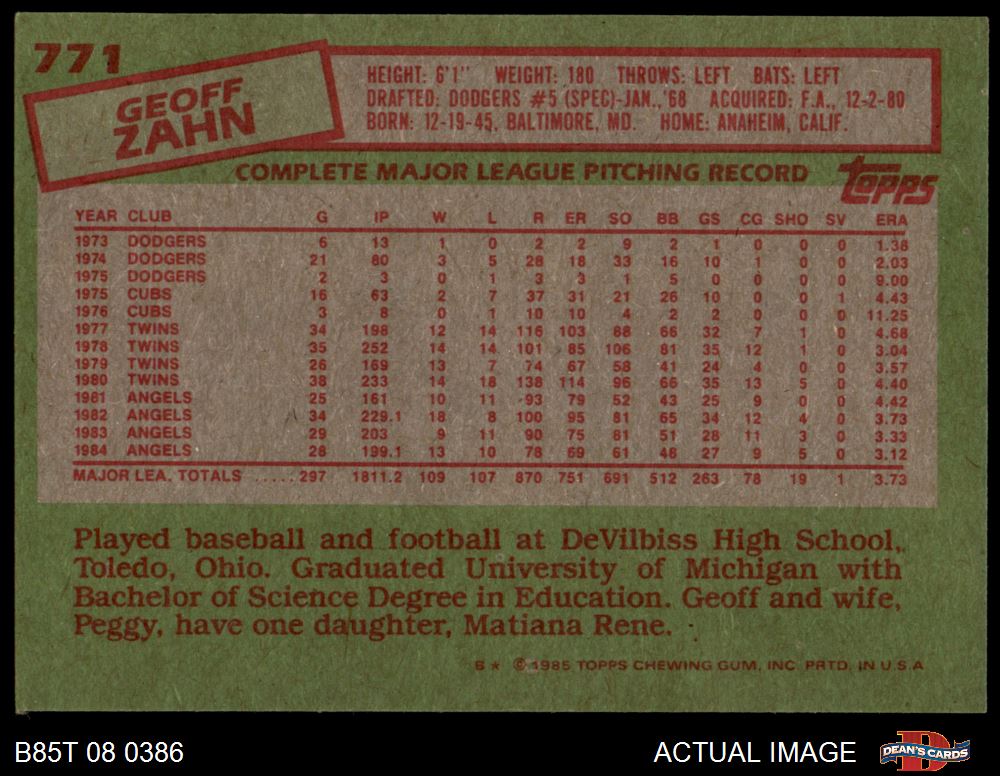 771
GEOFF
ZAHN
HEIGHT: 6'1" WEIGHT: 180 THROWS: LEFT BATS: LEFT
DRAFTED: DODGERS #5 (SPEC)-JAN., '68 ACQUIRED: F.A., 12-2-80
BORN: 12-19-45, BALTIMORE, MD. HOME: ANAHEIM, CALIF.
COMPLETE MAJOR LEAGUE PITCHING RECORD
topps
YEAR CLUB G IP W L R ER SO BB GS CG SHO SV ERA
1973 DODGERS 6 13 1 0 2 2 9 2 1 0 0 0 1.38
1974 DODGERS 21 80 3 5 28 18 33 16 10 1 0 0 2.03
1975 DODGERS 2 3 0 1 3 3 1 5 0 0 0 0 9.00
1975 CUBS 16 63 2 7 37 31 21 26 10 0 0 1 4.43
1976 CUBS 3 8 0 1 10 10 4 2 2 0 0 0 11.25
1977 TWINS 34 198 12 14 116 103 88 66 32 7 1 0 4.68
1978 TWINS 35 252 14 14 101 85 106 81 35 12 1 0 3.04
1979 TWINS 26 169 13 7 74 67 58 41 24 4 0 0 3.57
1980 TWINS 38 233 14 18 138 114 96 66 35 13 5 0 4.40
1981 ANGELS 25 161 10 11 93 79 52 43 25 9 0 0 4.42
1982 ANGELS 34 229.1 18 8 100 95 81 65 34 12 4 0 3.73
1983 ANGELS 29 203 9 11 90 75 81 51 28 11 3 0 3.33
1984 ANGELS 28 199.1 13 10 78 69 61 48 27 9 5 0 3.12
MAJOR LEA. TOTALS ..... 297 1811.2 109 107 870 751 691 512 263 78 19 1 3.73
Played baseball and football at DeVilbiss High School,
Toledo, Ohio. Graduated University of Michigan with
Bachelor of Science Degree in Education. Geoff and wife,
Peggy, have one daughter, Matiana Rene.
B★ © 1985 TOPPS CHEWING GUM, INC. PRTD. IN U.S.A
B85T 08 0386
ACTUAL IMAGE
D
DEAN'S CARDS